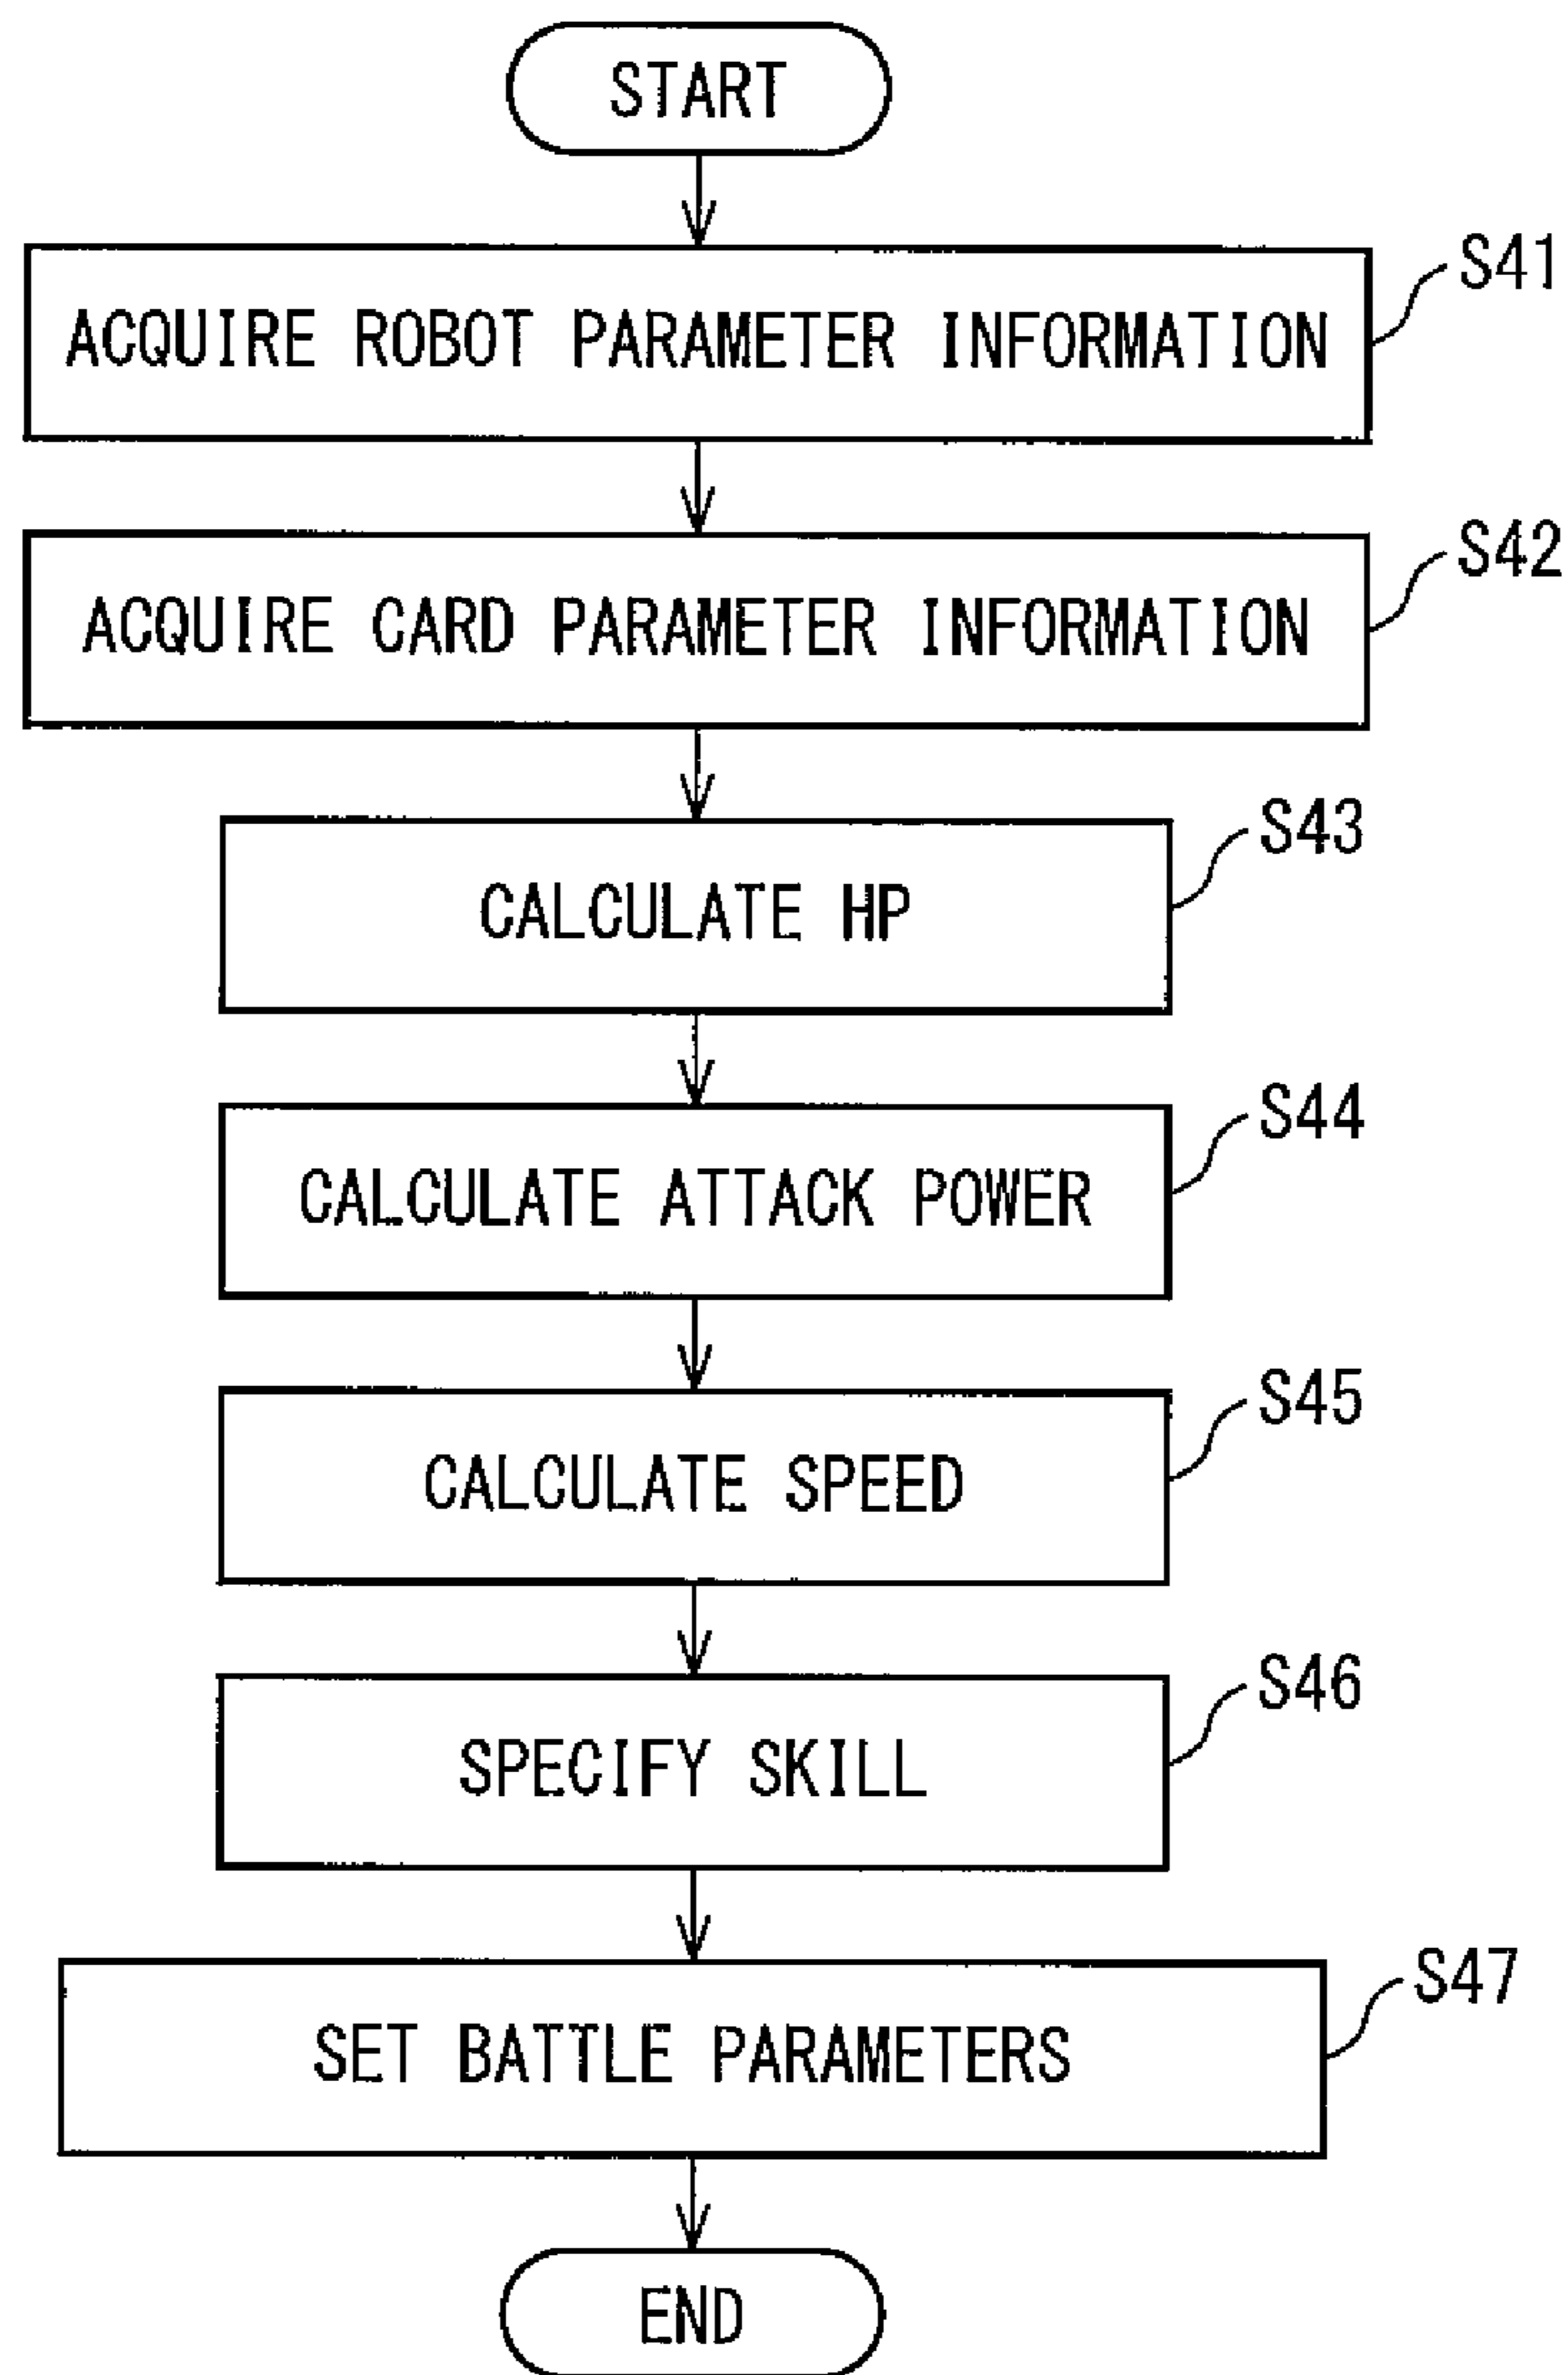 START
S41
ACQUIRE ROBOT PARAMETER INFORMATION
S42
ACQUIRE CARD PARAMETER INFORMATION
S43
CALCULATE HP
S44
CALCULATE ATTACK POWER
S45
CALCULATE SPEED
S46
SPECIFY SKILL
S47
SET BATTLE PARAMETERS
END